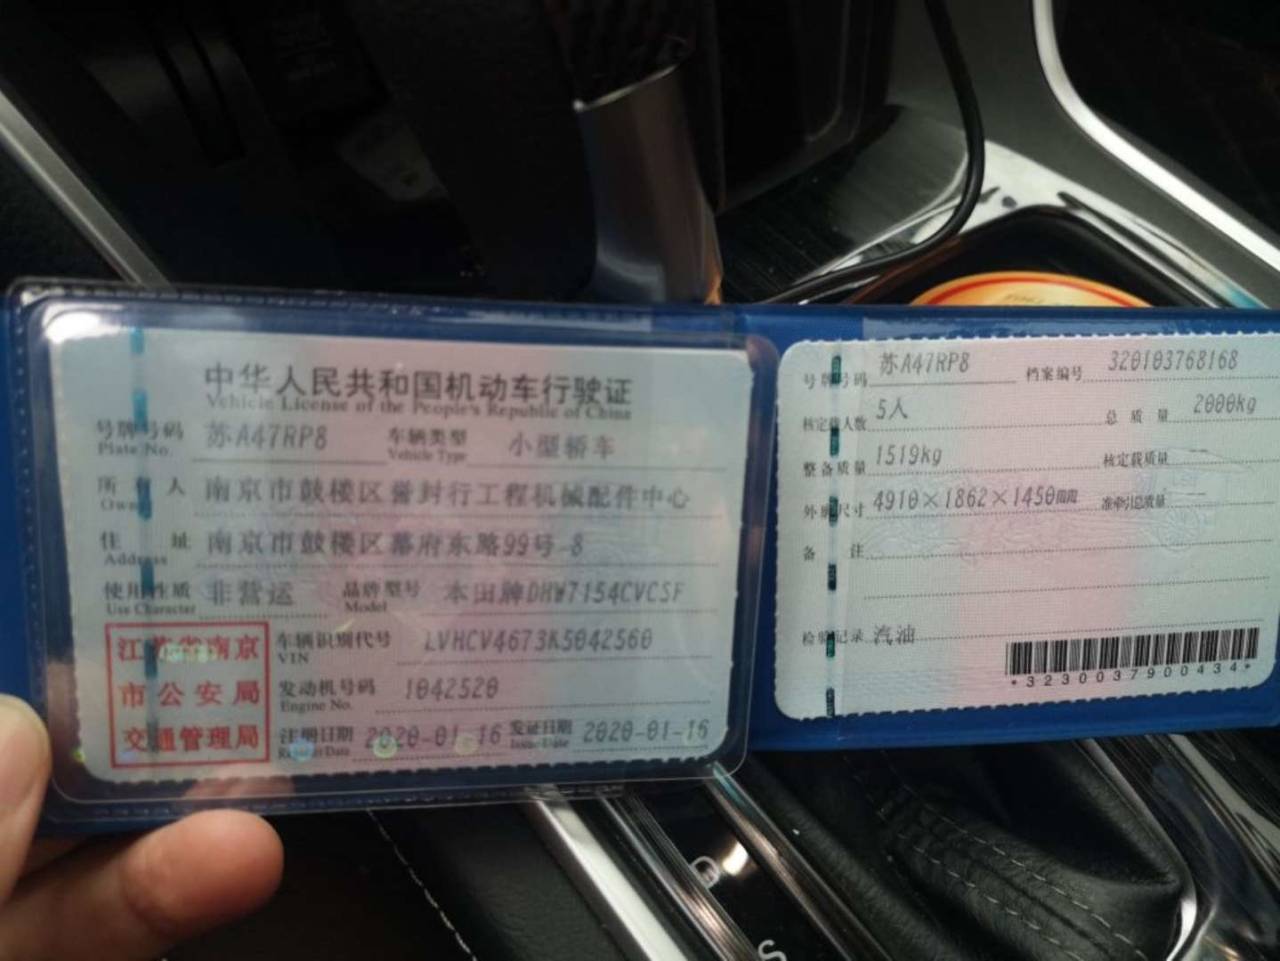 中华人民共和国机动车行驶证
Vehicle License of the People's Republic of China
号牌号码 苏A47RP8 车辆类型 小型轿车
Plate No. Vehicle Type
所有人 南京市鼓楼区誉封行工程机械配件中心
Owner
住址 南京市鼓楼区幕府东路99号-8
Address
使用性质 非营运 品牌型号 本田牌DHW7154CVCSF
Use Character Model
江苏省南京
市公安局
交通管理局
车辆识别代号 LVHCV4673K5042560
VIN
发动机号码 1042520
Engine No.
注册日期 2020-01-16 发证日期 2020-01-16
Register Date Issue Date
号牌号码 苏A47RP8 档案编号 320103768168
核定载人数 5人 总质量 2000kg
整备质量 1519kg 核定载质量 --
外廓尺寸 4910×1862×1450mm 准牵引总质量 --
备注
检验记录 汽油
*3230037900434*
D
S